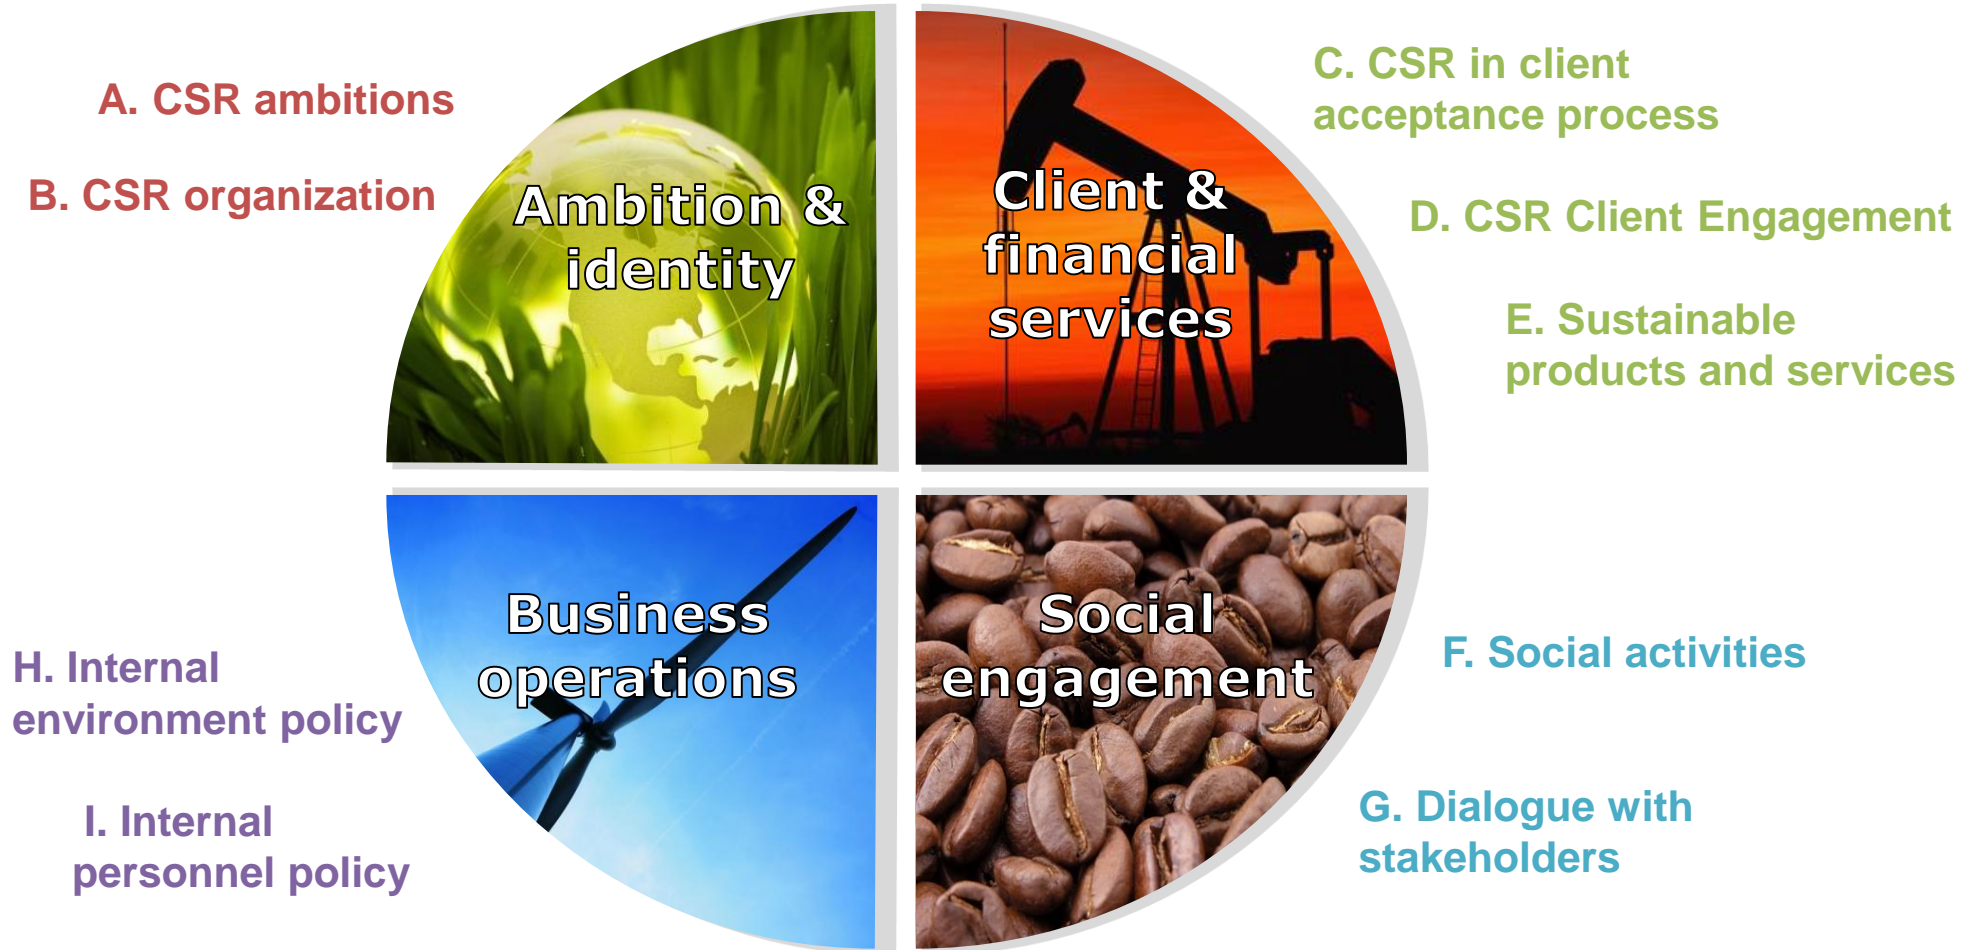 A. CSR ambitions
B. CSR organization
Ambition &
identity
Client &
financial
services
C. CSR in client
acceptance process
D. CSR Client Engagement
E. Sustainable
products and services
H. Internal
environment policy
I. Internal
personnel policy
Business
operations
Social
engagement
F. Social activities
G. Dialogue with
stakeholders